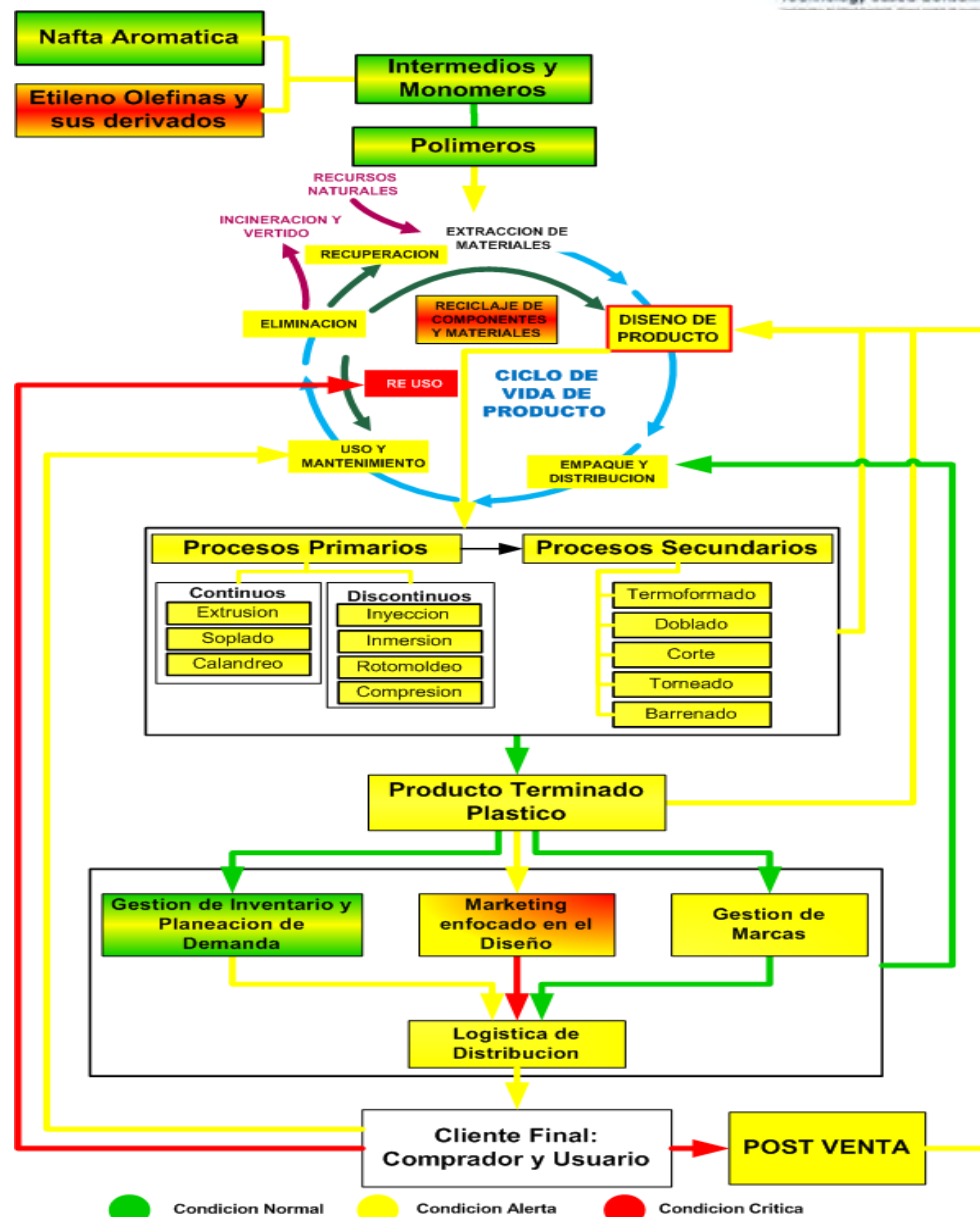 Nafta Aromatica
Etileno Olefinas y
sus derivados
Intermedios y
Monomeros
Polimeros
RECURSOS
NATURALES
INCINERACION Y
VERTIDO
EXTRACCION DE
MATERIALES
RECUPERACION
ELIMINACION
RECICLAJE DE
COMPONENTES
Y MATERIALES
DISENO DE
PRODUCTO
RE USO
CICLO DE
VIDA DE
PRODUCTO
USO Y
MANTENIMIENTO
EMPAQUE Y
DISTRIBUCION
Procesos Primarios
Procesos Secundarios
Continuos
Extrusion
Soplado
Calandreo
Discontinuos
Inyeccion
Inmersion
Rotomoldeo
Compresion
Termoformado
Doblado
Corte
Torneado
Barrenado
Producto Terminado
Plastico
Gestion de Inventario y
Planeacion de
Demanda
Marketing
enfocado en el
Diseño
Gestion de
Marcas
Logistica de
Distribucion
Cliente Final:
Comprador y Usuario
POST VENTA
Condicion Normal
Condicion Alerta
Condicion Critica